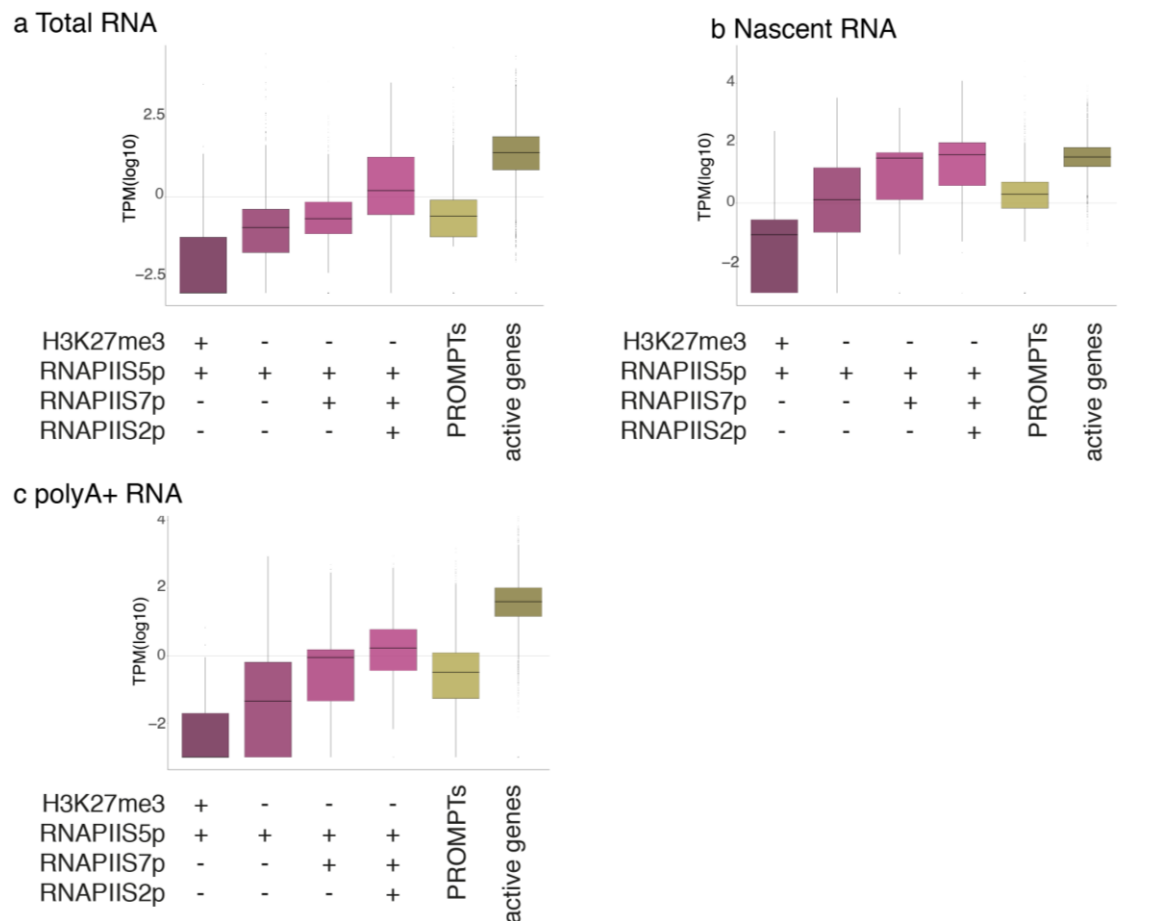 a Total RNA
TPM(log10)
2.5
0
−2.5
H3K27me3 + - - -
RNAPIIS5p + + + +
RNAPIIS7p - - + +
RNAPIIS2p - - - +
PROMPTs
active genes
b Nascent RNA
TPM(log10)
4
2
0
−2
H3K27me3 + - - -
RNAPIIS5p + + + +
RNAPIIS7p - - + +
RNAPIIS2p - - - +
PROMPTs
active genes
c polyA+ RNA
TPM(log10)
4
2
0
−2
H3K27me3 + - - -
RNAPIIS5p + + + +
RNAPIIS7p - - + +
RNAPIIS2p - - - +
PROMPTs
active genes